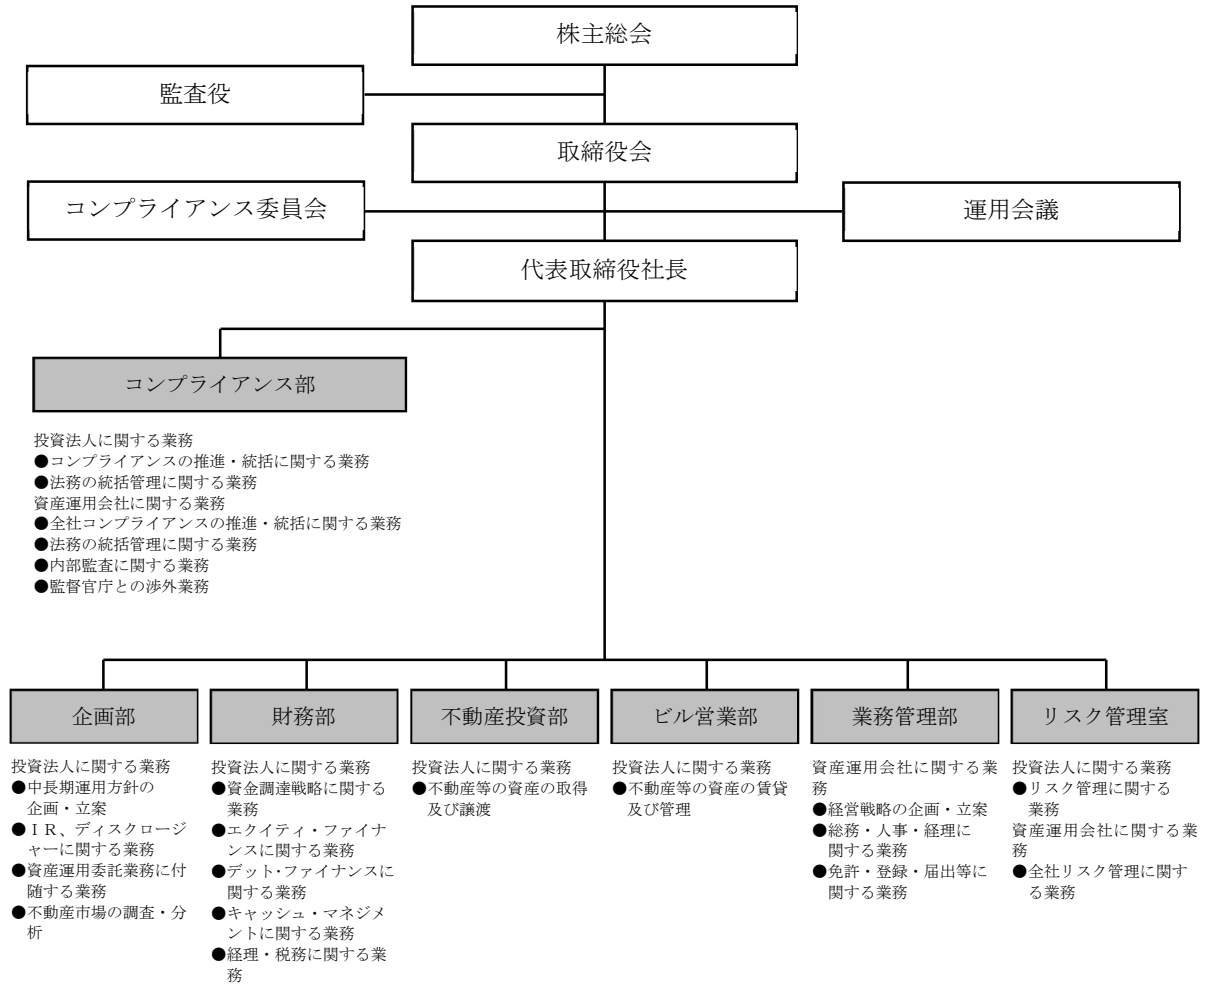 株主総会
監査役
取締役会
コンプライアンス委員会
運用会議
代表取締役社長
コンプライアンス部
投資法人に関する業務
●コンプライアンスの推進・統括に関する業務
●法務の統括管理に関する業務
資産運用会社に関する業務
●全社コンプライアンスの推進・統括に関する業務
●法務の統括管理に関する業務
●内部監査に関する業務
●監督官庁との渉外業務
企画部
投資法人に関する業務
●中長期運用方針の
企画・立案
●ＩＲ、ディスクロージ
ャーに関する業務
●資産運用委託業務に付
随する業務
●不動産市場の調査・分
析
財務部
投資法人に関する業務
●資金調達戦略に関する
業務
●エクイティ・ファイナ
ンスに関する業務
●デット・ファイナンスに
関する業務
●キャッシュ・マネジメ
ントに関する業務
●経理・税務に関する業
務
不動産投資部
投資法人に関する業務
●不動産等の資産の取得
及び譲渡
ビル営業部
投資法人に関する業務
●不動産等の資産の賃貸
及び管理
業務管理部
資産運用会社に関する業
務
●経営戦略の企画・立案
●総務・人事・経理に
関する業務
●免許・登録・届出等に
関する業務
リスク管理室
投資法人に関する業務
●リスク管理に関する
業務
資産運用会社に関する業
務
●全社リスク管理に関す
る業務